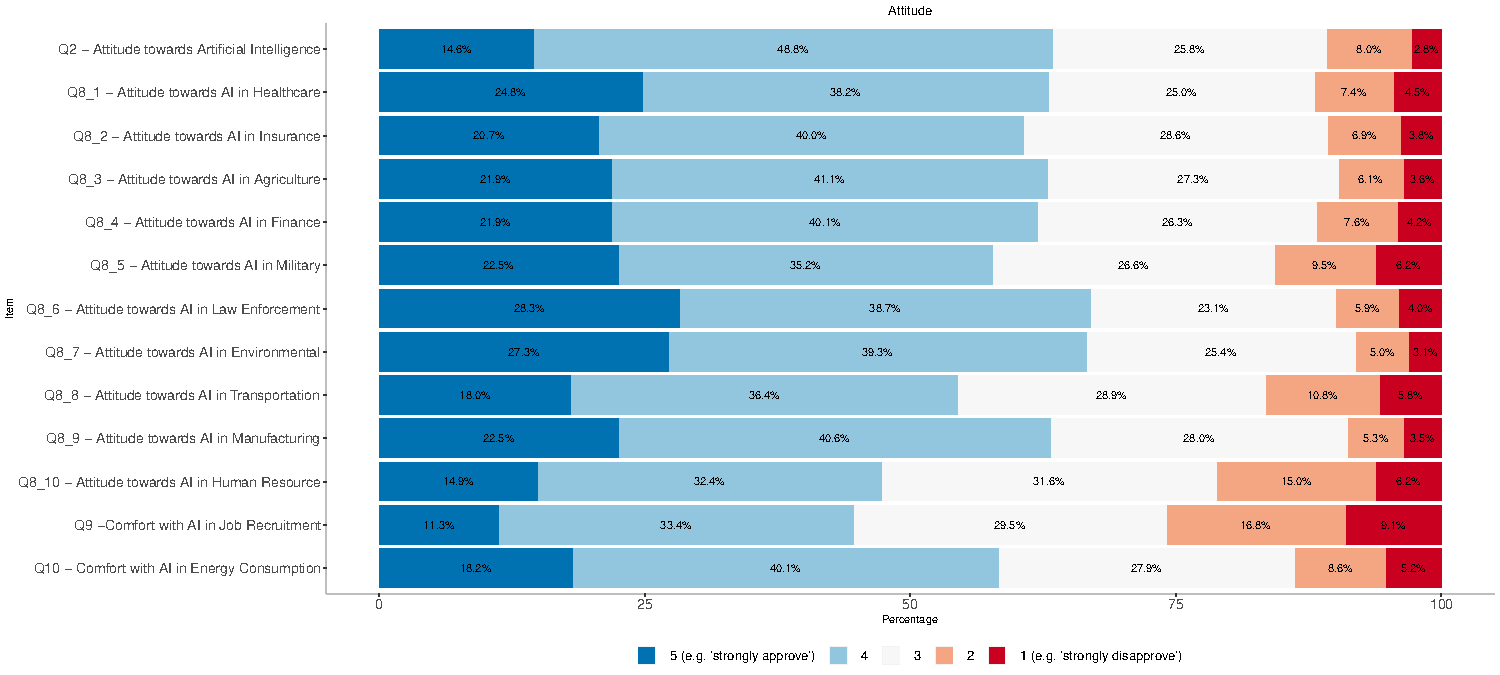 Attitude
Q2 – Attitude towards Artificial Intelligence 14.6% 48.8% 25.8% 8.0% 2.8%
Q8_1 – Attitude towards AI in Healthcare 24.8% 38.2% 25.0% 7.4% 4.5%
Q8_2 – Attitude towards AI in Insurance 20.7% 40.0% 28.6% 6.9% 3.8%
Q8_3 – Attitude towards AI in Agriculture 21.9% 41.1% 27.3% 6.1% 3.6%
Q8_4 – Attitude towards AI in Finance 21.9% 40.1% 26.3% 7.6% 4.2%
Q8_5 – Attitude towards AI in Military 22.5% 35.2% 26.6% 9.5% 6.2%
Q8_6 – Attitude towards AI in Law Enforcement 28.3% 38.7% 23.1% 5.9% 4.0%
Q8_7 – Attitude towards AI in Environmental 27.3% 39.3% 25.4% 5.0% 3.1%
Q8_8 – Attitude towards AI in Transportation 18.0% 36.4% 28.9% 10.8% 5.8%
Q8_9 – Attitude towards AI in Manufacturing 22.5% 40.6% 28.0% 5.3% 3.5%
Q8_10 – Attitude towards AI in Human Resource 14.9% 32.4% 31.6% 15.0% 6.2%
Q9 –Comfort with AI in Job Recruitment 11.3% 33.4% 29.5% 16.8% 9.1%
Q10 – Comfort with AI in Energy Consumption 18.2% 40.1% 27.9% 8.6% 5.2%
Item
0 25 50 75 100
Percentage
5 (e.g. 'strongly approve') 4 3 2 1 (e.g. 'strongly disapprove')